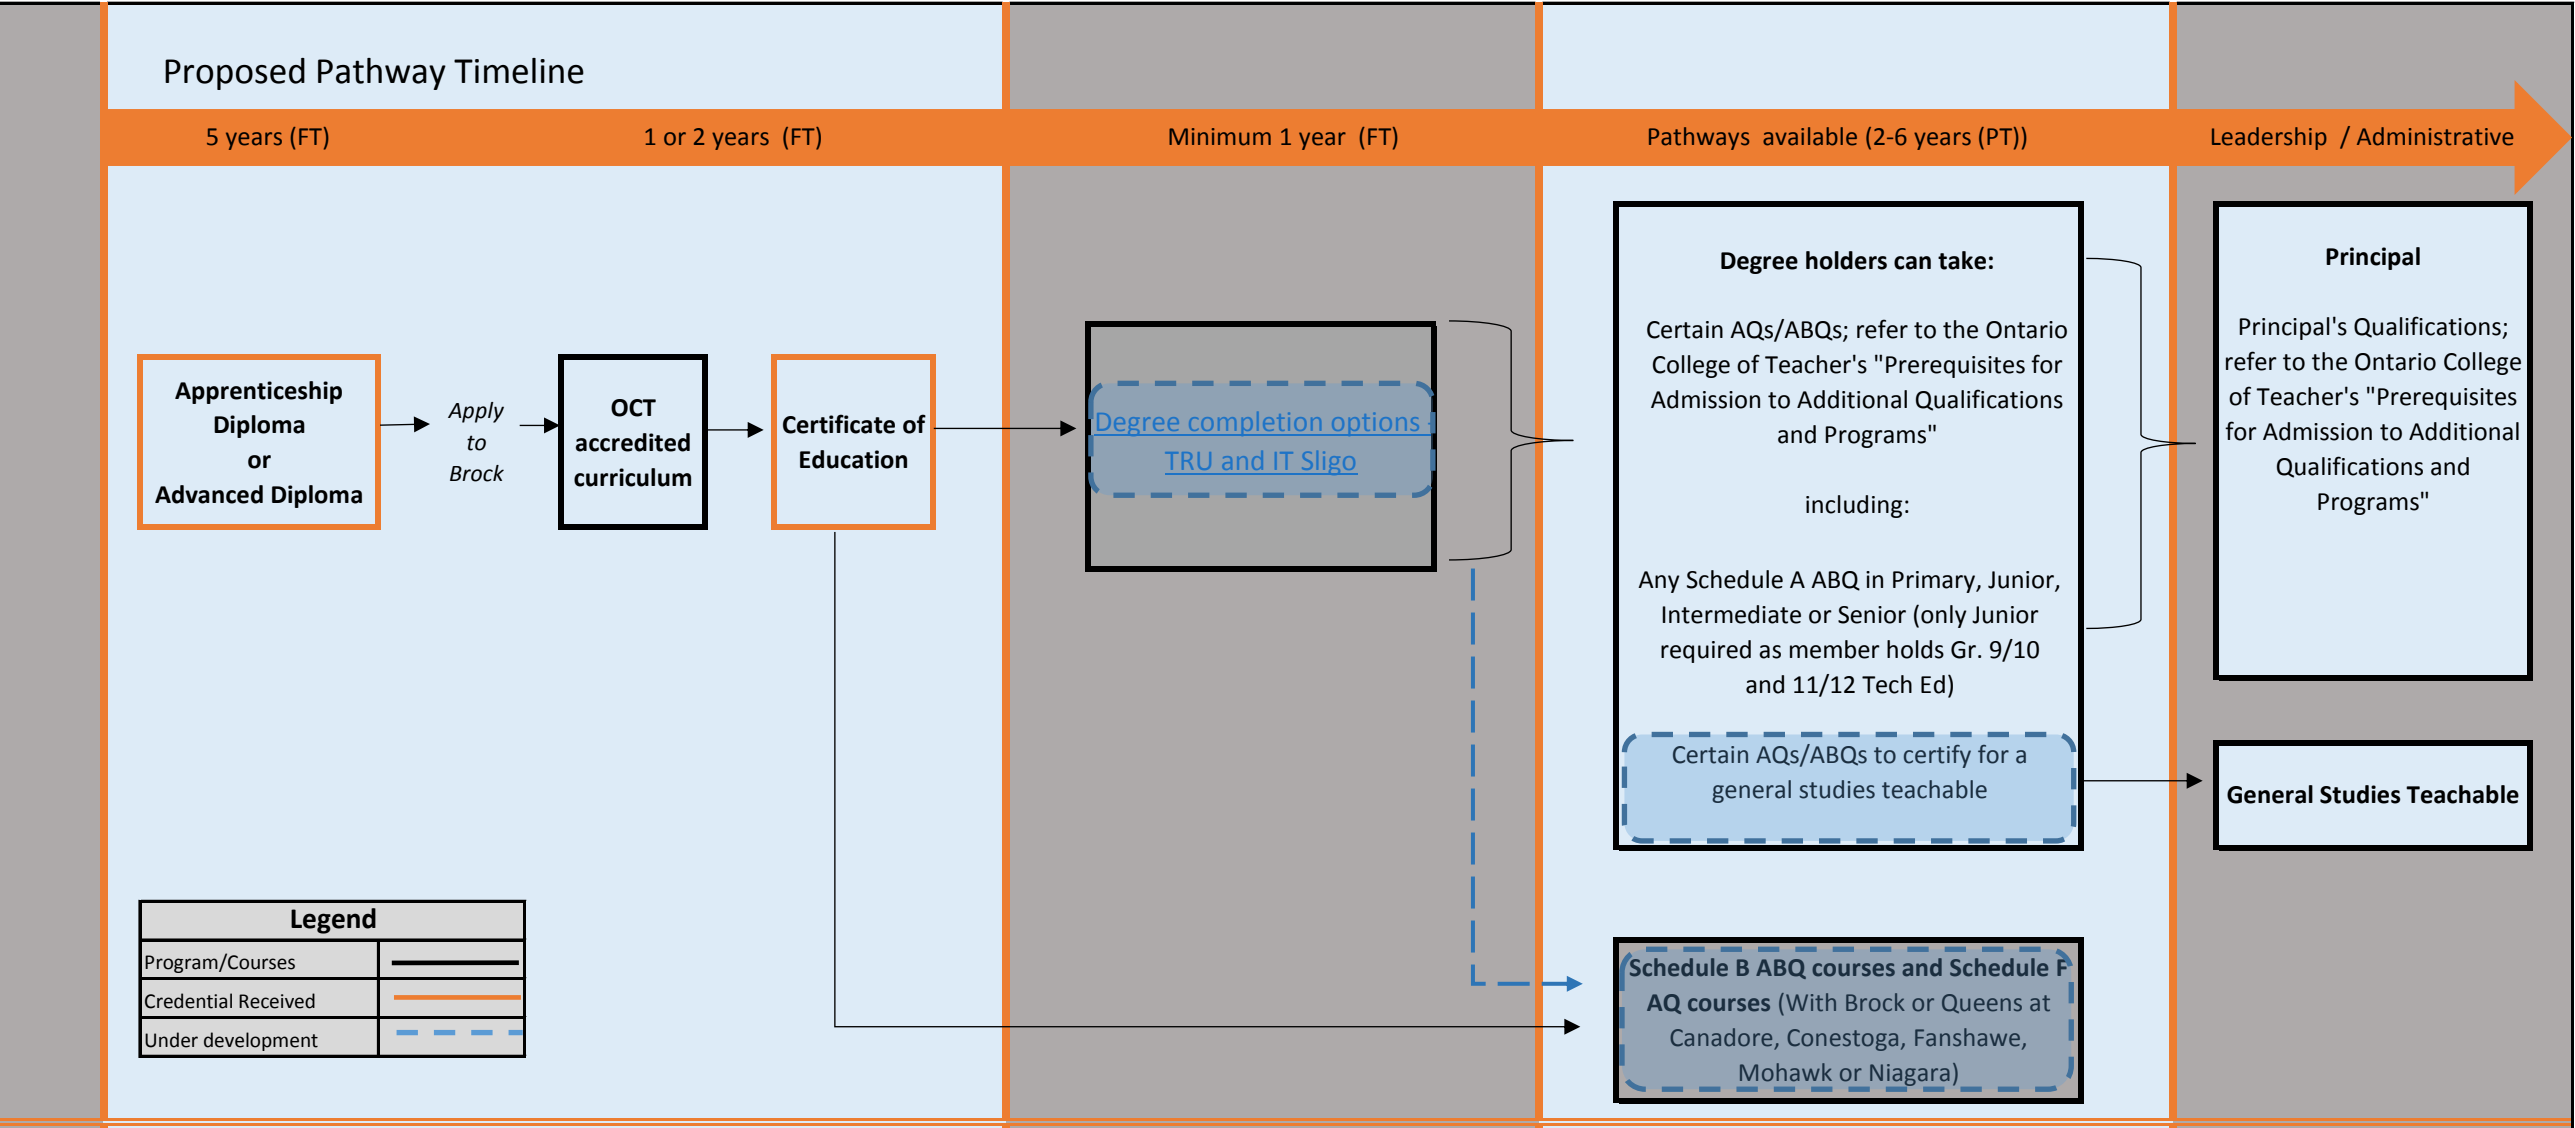 Proposed Pathway Timeline
5 years (FT)
1 or 2 years (FT)
Minimum 1 year (FT)
Pathways available (2-6 years (PT))
Leadership / Administrative
Apprenticeship
Diploma
or
Advanced Diploma
Apply
to
Brock
OCT
accredited
curriculum
Certificate of
Education
Degree completion options -
TRU and IT Sligo
Degree holders can take:
Certain AQs/ABQs; refer to the Ontario
College of Teacher's "Prerequisites for
Admission to Additional Qualifications
and Programs"
including:
Any Schedule A ABQ in Primary, Junior,
Intermediate or Senior (only Junior
required as member holds Gr. 9/10
and 11/12 Tech Ed)
Certain AQs/ABQs to certify for a
general studies teachable
Schedule B ABQ courses and Schedule F
AQ courses (With Brock or Queens at
Canadore, Conestoga, Fanshawe,
Mohawk or Niagara)
Principal
Principal's Qualifications;
refer to the Ontario College
of Teacher's "Prerequisites
for Admission to Additional
Qualifications and
Programs"
General Studies Teachable
Legend
Program/Courses
Credential Received
Under development